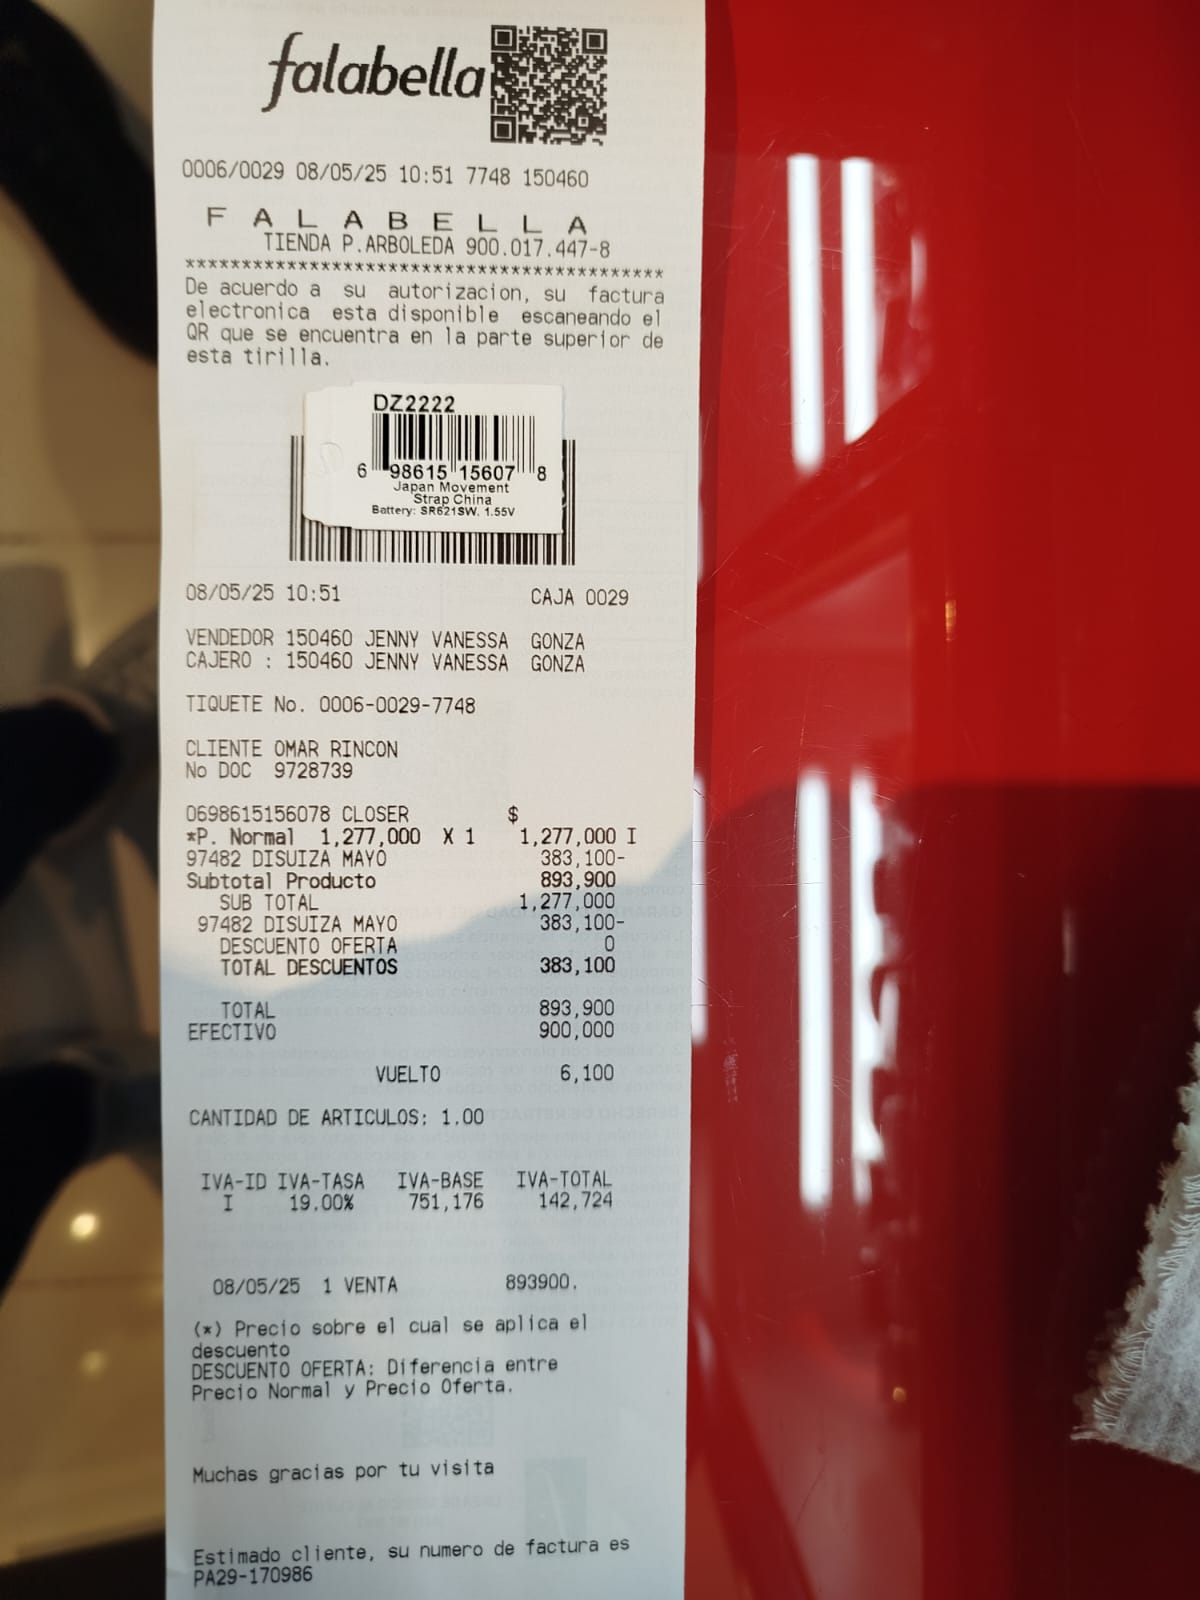 falabella
0006/0029 08/05/25 10:51 7748 150460
F A L A B E L L A
TIENDA P.ARBOLEDA 900.017.447-8
*******************************************
De acuerdo a su autorizacion, su factura
electronica esta disponible escaneando el
QR que se encuentra en la parte superior de
esta tirilla.
DZ2222
6 98615 15607 8
Japan Movement
Strap China
Battery: SR621SW, 1.55V
08/05/25 10:51 CAJA 0029
VENDEDOR 150460 JENNY VANESSA GONZA
CAJERO : 150460 JENNY VANESSA GONZA
TIQUETE No. 0006-0029-7748
CLIENTE OMAR RINCON
No DOC 9728739
0698615156078 CLOSER $
*P. Normal 1,277,000 X 1 1,277,000 I
97482 DISUIZA MAYO 383,100-
Subtotal Producto 893,900
SUB TOTAL 1,277,000
97482 DISUIZA MAYO 383,100-
DESCUENTO OFERTA 0
TOTAL DESCUENTOS 383,100
TOTAL 893,900
EFECTIVO 900,000
VUELTO 6,100
CANTIDAD DE ARTICULOS: 1.00
IVA-ID IVA-TASA IVA-BASE IVA-TOTAL
I 19.00% 751,176 142,724
08/05/25 1 VENTA 893900.
(*) Precio sobre el cual se aplica el
descuento
DESCUENTO OFERTA: Diferencia entre
Precio Normal y Precio Oferta.
Muchas gracias por tu visita
Estimado cliente, su numero de factura es
PA29-170986